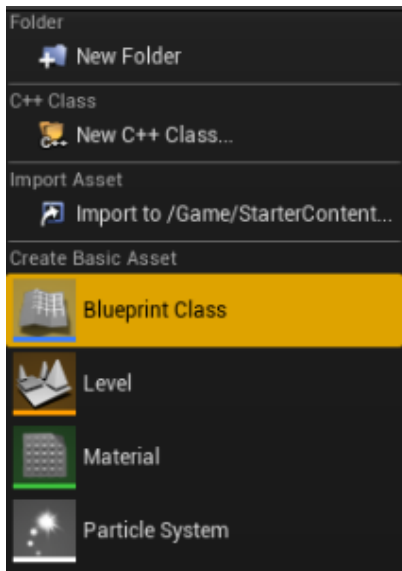 Folder
New Folder
C++ Class
C++
New C++ Class...
Import Asset
Import to /Game/StarterContent...
Create Basic Asset
Blueprint Class
Level
Material
Particle System